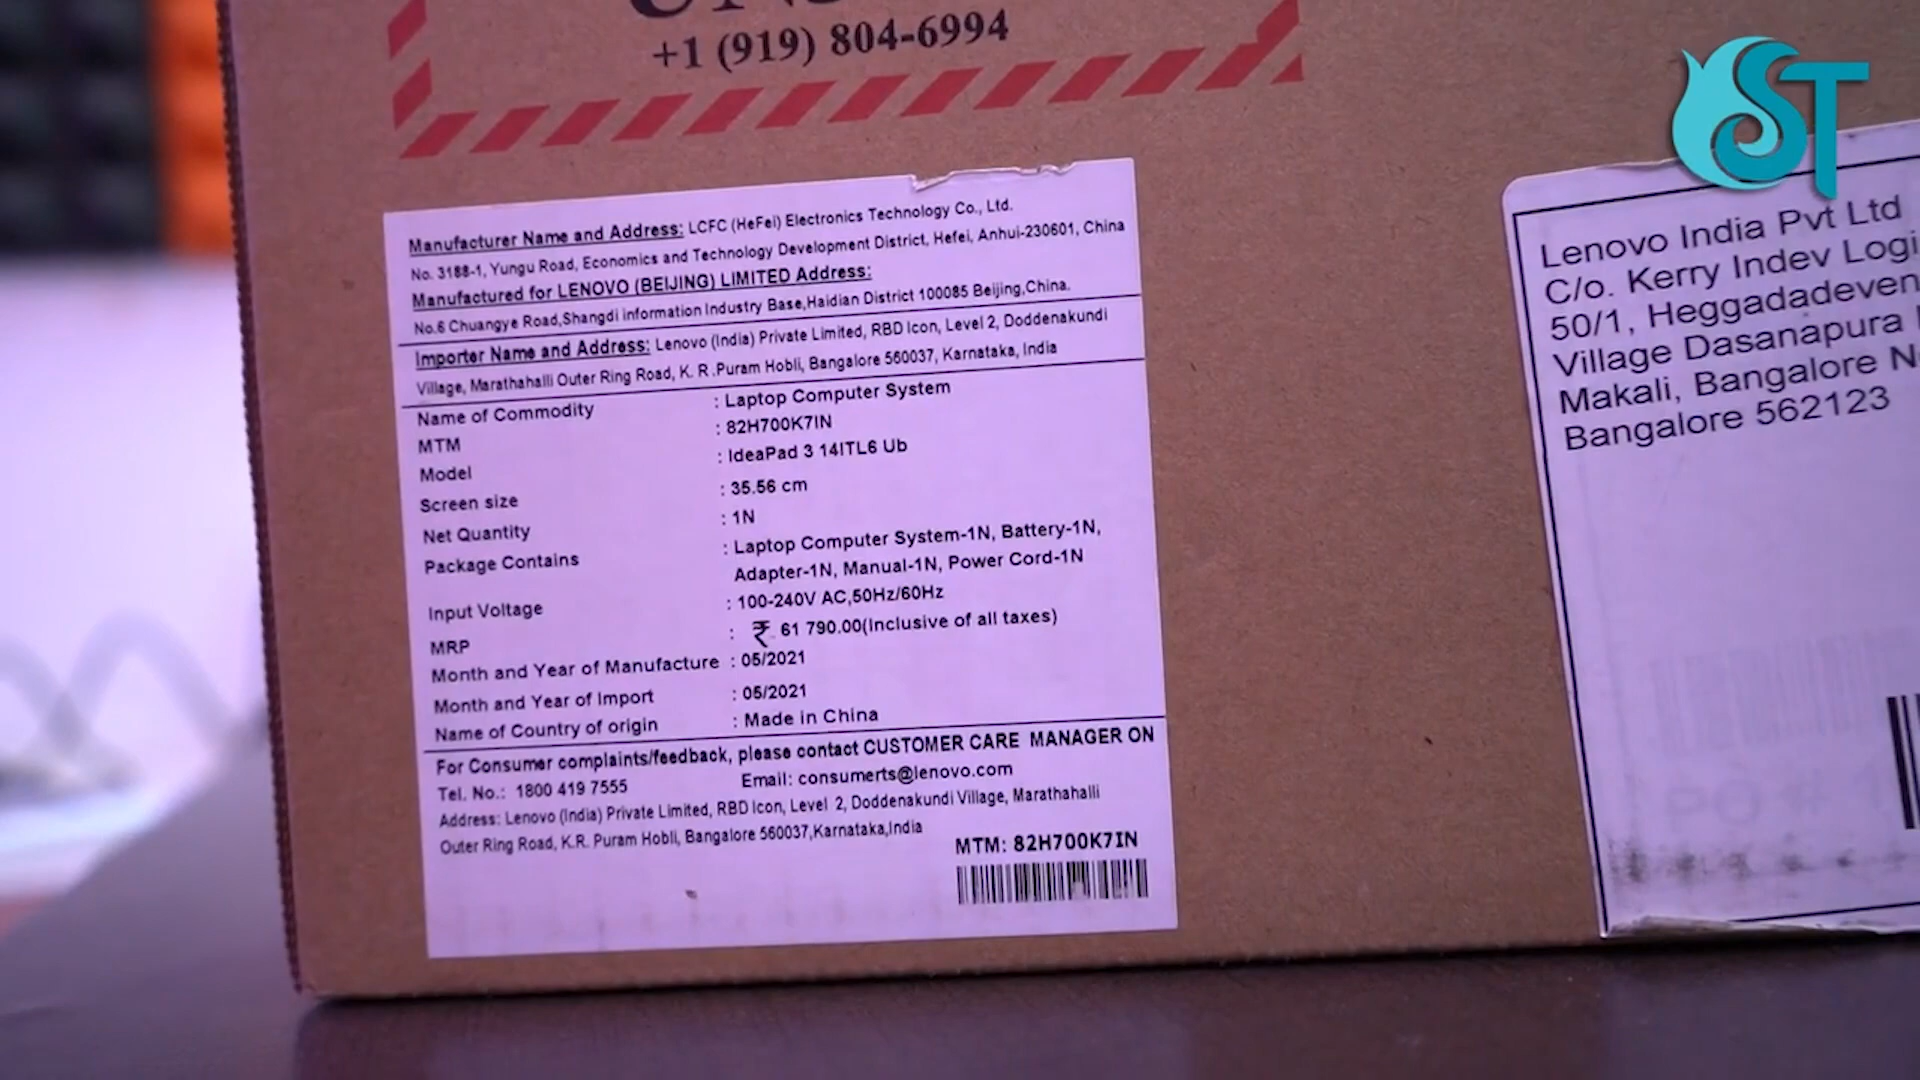 +1 (919) 804-6994
ST
Manufacturer Name and Address: LCFC (HeFei) Electronics Technology Co., Ltd.
No. 3188-1, Yungu Road, Economics and Technology Development District, Hefei, Anhui-230601, China
Manufactured for LENOVO (BEIJING) LIMITED Address:
No.6 Chuangye Road,Shangdi information Industry Base,Haidian District 100085 Beijing,China.
Importer Name and Address: Lenovo (India) Private Limited, RBD Icon, Level 2, Doddenakundi
Village, Marathahalli Outer Ring Road, K. R .Puram Hobli, Bangalore 560037, Karnataka, India
Name of Commodity : Laptop Computer System
MTM : 82H700K7IN
Model : IdeaPad 3 14ITL6 Ub
Screen size : 35.56 cm
Net Quantity : 1N
Package Contains : Laptop Computer System-1N, Battery-1N,
Adapter-1N, Manual-1N, Power Cord-1N
Input Voltage : 100-240V AC,50Hz/60Hz
MRP : ₹ 61 790.00(Inclusive of all taxes)
Month and Year of Manufacture : 05/2021
Month and Year of Import : 05/2021
Name of Country of origin : Made in China
For Consumer complaints/feedback, please contact CUSTOMER CARE MANAGER ON
Tel. No.: 1800 419 7555 Email: consumerts@lenovo.com
Address: Lenovo (India) Private Limited, RBD Icon, Level 2, Doddenakundi Village, Marathahalli
Outer Ring Road, K.R. Puram Hobli, Bangalore 560037,Karnataka,India
MTM: 82H700K7IN
Lenovo India Pvt Ltd
C/o. Kerry Indev Logi
50/1, Heggadadeven
Village Dasanapura
Makali, Bangalore N
Bangalore 562123
PO #